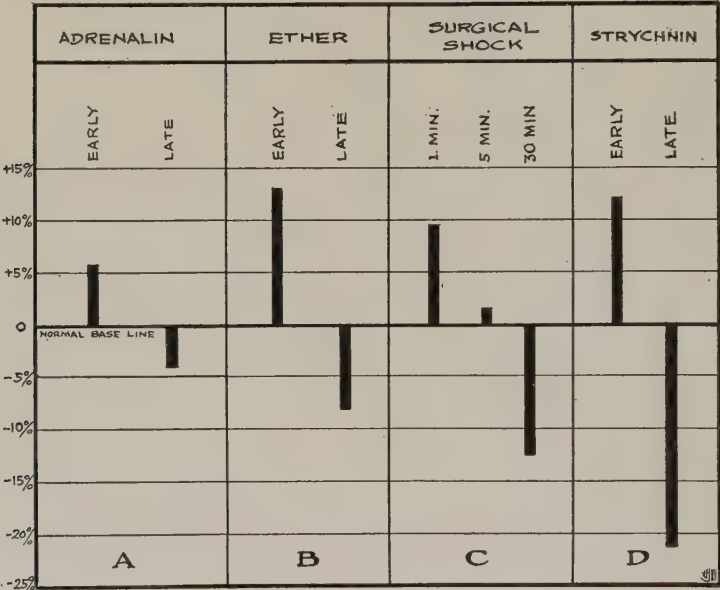 ADRENALIN
ETHER
SURGICAL
SHOCK
STRYCHNIN
EARLY
LATE
EARLY
LATE
1 MIN.
5 MIN.
30 MIN
EARLY
LATE
+15%
+10%
+5%
0
NORMAL BASE LINE
-5%
-10%
-15%
-20%
-25%
A
B
C
D